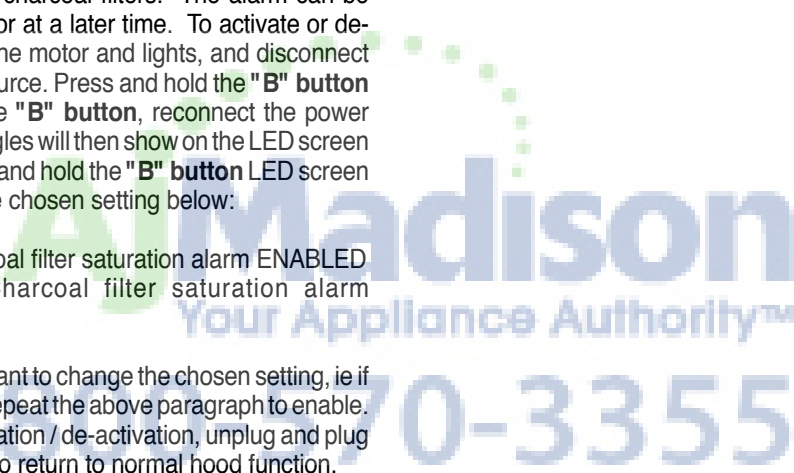 charcoal filters. The alarm can be
or at a later time. To activate or de-
the motor and lights, and disconnect
urce. Press and hold the "B" button
e "B" button, reconnect the power
gles will then show on the LED screen
and hold the "B" button LED screen
e chosen setting below:
oal filter saturation alarm ENABLED
harcoal filter saturation alarm
ant to change the chosen setting, ie if
epeat the above paragraph to enable.
ation / de-activation, unplug and plug
o return to normal hood function.
AjMadison
Your Appliance Authority™
800-570-3355